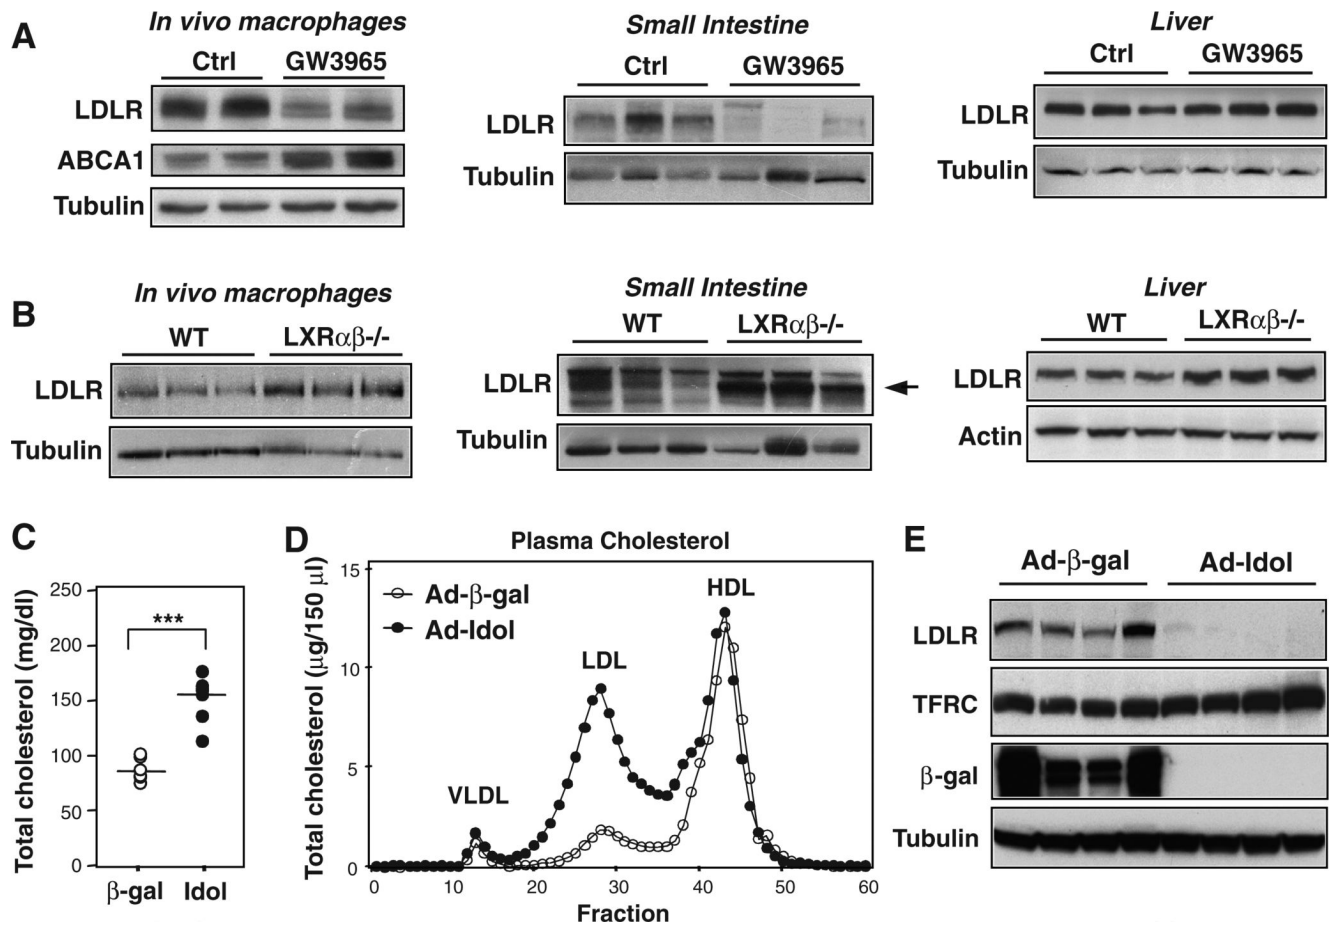 A
In vivo macrophages
Ctrl GW3965
LDLR
ABCA1
Tubulin
Small Intestine
Ctrl GW3965
LDLR
Tubulin
Liver
Ctrl GW3965
LDLR
Tubulin
B
In vivo macrophages
WT LXRαβ-/-
LDLR
Tubulin
Small Intestine
WT LXRαβ-/-
LDLR
Tubulin
Liver
WT LXRαβ-/-
LDLR
Actin
C
Total cholesterol (mg/dl)
250
200
150
100
50
0
***
β-gal Idol
D
Plasma Cholesterol
Total cholesterol (μg/150 μl)
15
10
5
0
Ad-β-gal
Ad-Idol
VLDL
LDL
HDL
0 10 20 30 40 50 60
Fraction
E
Ad-β-gal Ad-Idol
LDLR
TFRC
β-gal
Tubulin